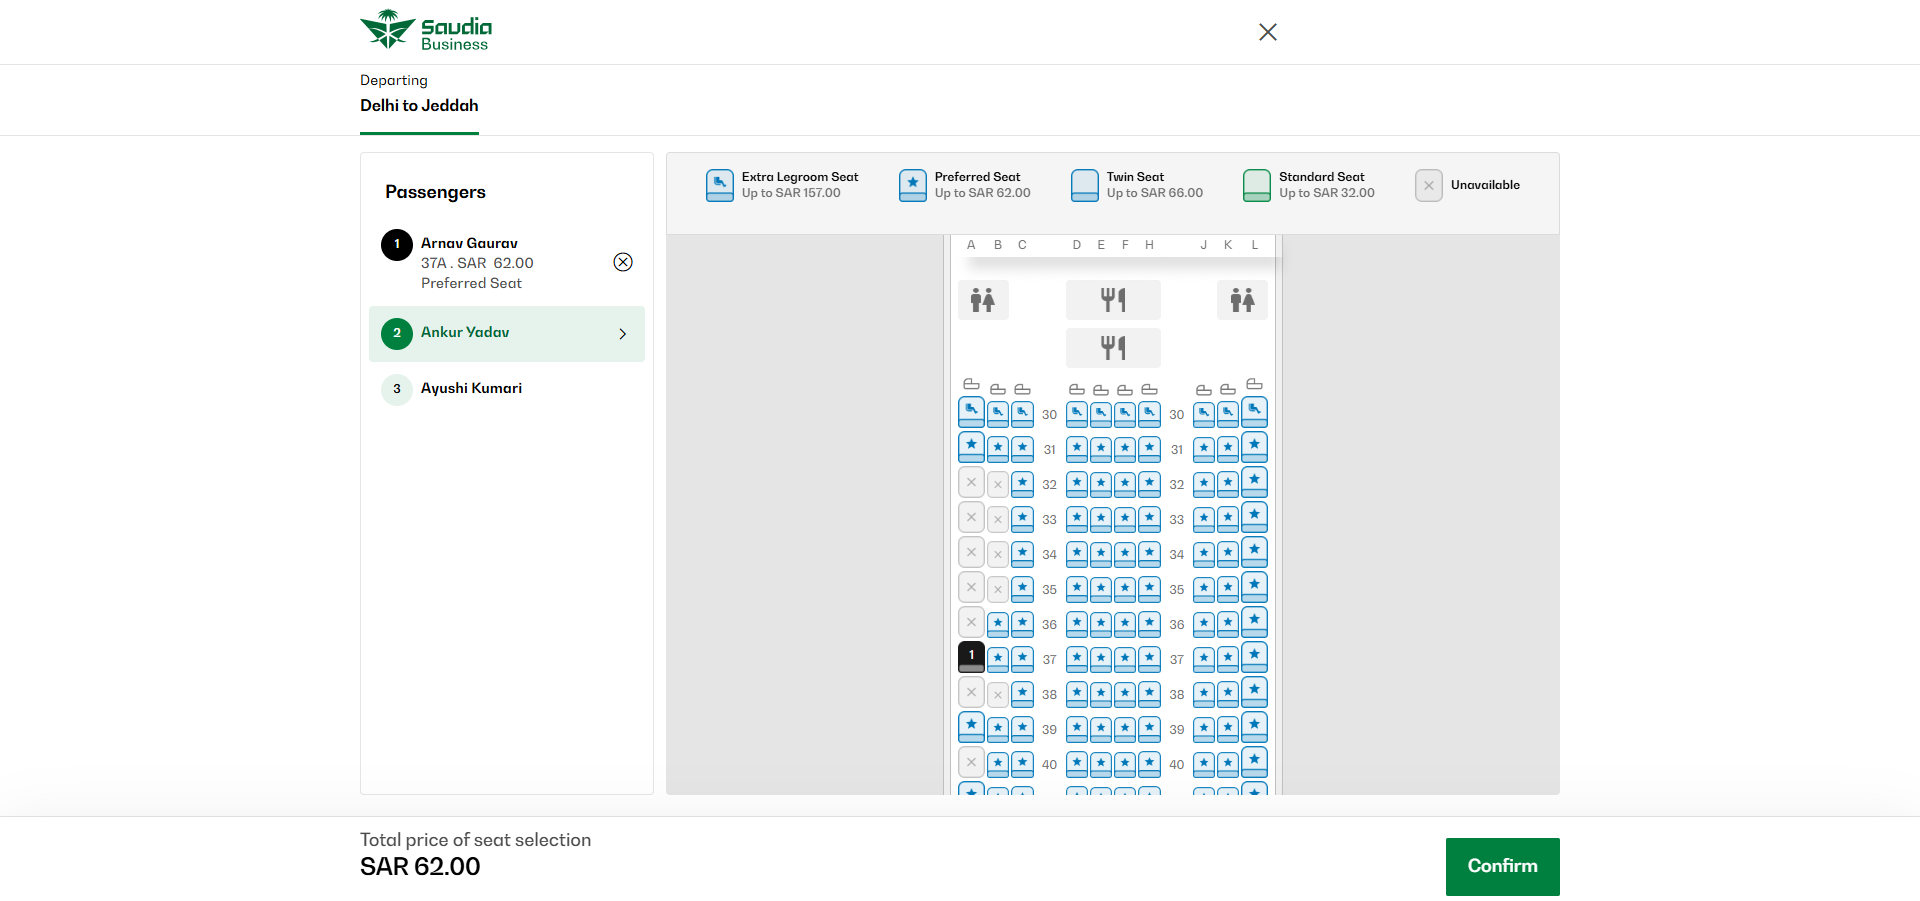 Saudia
Business
Departing
Delhi to Jeddah
Passengers
1 Arnav Gaurav
37A . SAR 62.00
Preferred Seat
2 Ankur Yadav
3 Ayushi Kumari
Extra Legroom Seat
Up to SAR 157.00
Preferred Seat
Up to SAR 62.00
Twin Seat
Up to SAR 66.00
Standard Seat
Up to SAR 32.00
Unavailable
A B C D E F H J K L
30 30
31 31
32 32
33 33
34 34
35 35
36 36
1 37 37
38 38
39 39
40 40
Total price of seat selection
SAR 62.00
Confirm